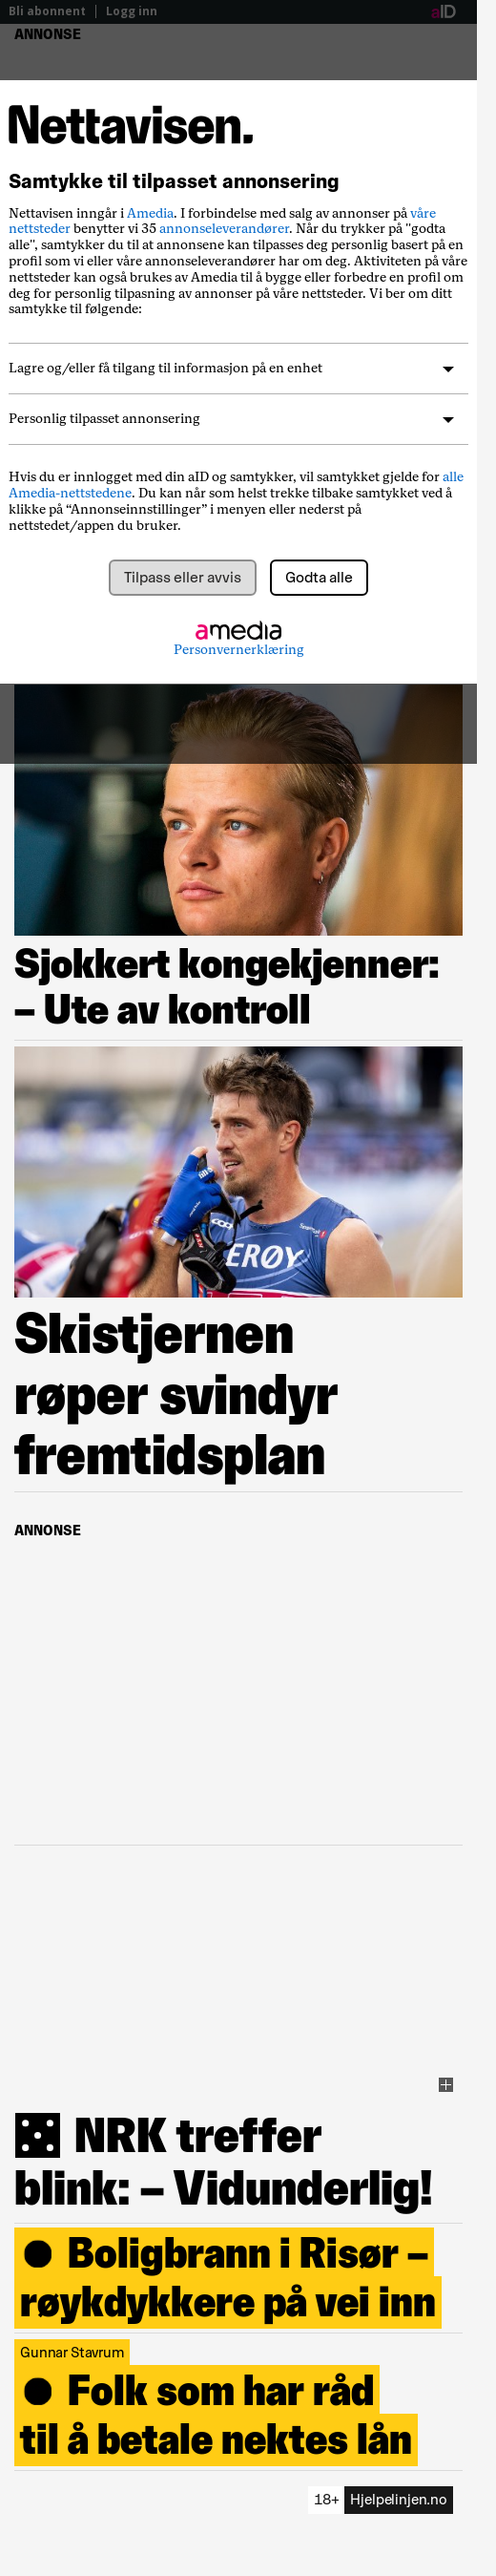 Bli abonnent | Logg inn
aID
ANNONSE
Nettavisen.
Samtykke til tilpasset annonsering
Nettavisen inngår i Amedia. I forbindelse med salg av annonser på våre
nettsteder benytter vi 35 annonseleverandører. Når du trykker på "godta
alle", samtykker du til at annonsene kan tilpasses deg personlig basert på en
profil som vi eller våre annonseleverandører har om deg. Aktiviteten på våre
nettsteder kan også brukes av Amedia til å bygge eller forbedre en profil om
deg for personlig tilpasning av annonser på våre nettsteder. Vi ber om ditt
samtykke til følgende:
Lagre og/eller få tilgang til informasjon på en enhet
Personlig tilpasset annonsering
Hvis du er innlogget med din aID og samtykker, vil samtykket gjelde for alle
Amedia-nettstedene. Du kan når som helst trekke tilbake samtykket ved å
klikke på “Annonseinnstillinger” i menyen eller nederst på
nettstedet/appen du bruker.
Tilpass eller avvis
Godta alle
amedia
Personvernerklæring
Sjokkert kongekjenner:
– Ute av kontroll
ERØY
Skistjernen
røper svindyr
fremtidsplan
ANNONSE
NRK treffer
blink: – Vidunderlig!
Boligbrann i Risør –
røykdykkere på vei inn
Gunnar Stavrum
Folk som har råd
til å betale nektes lån
18+ Hjelpelinjen.no